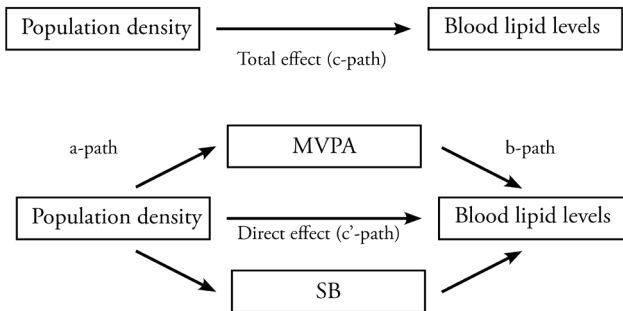 Population density
Blood lipid levels
Total effect (c-path)
a-path
MVPA
b-path
Population density
Direct effect (c’-path)
Blood lipid levels
SB